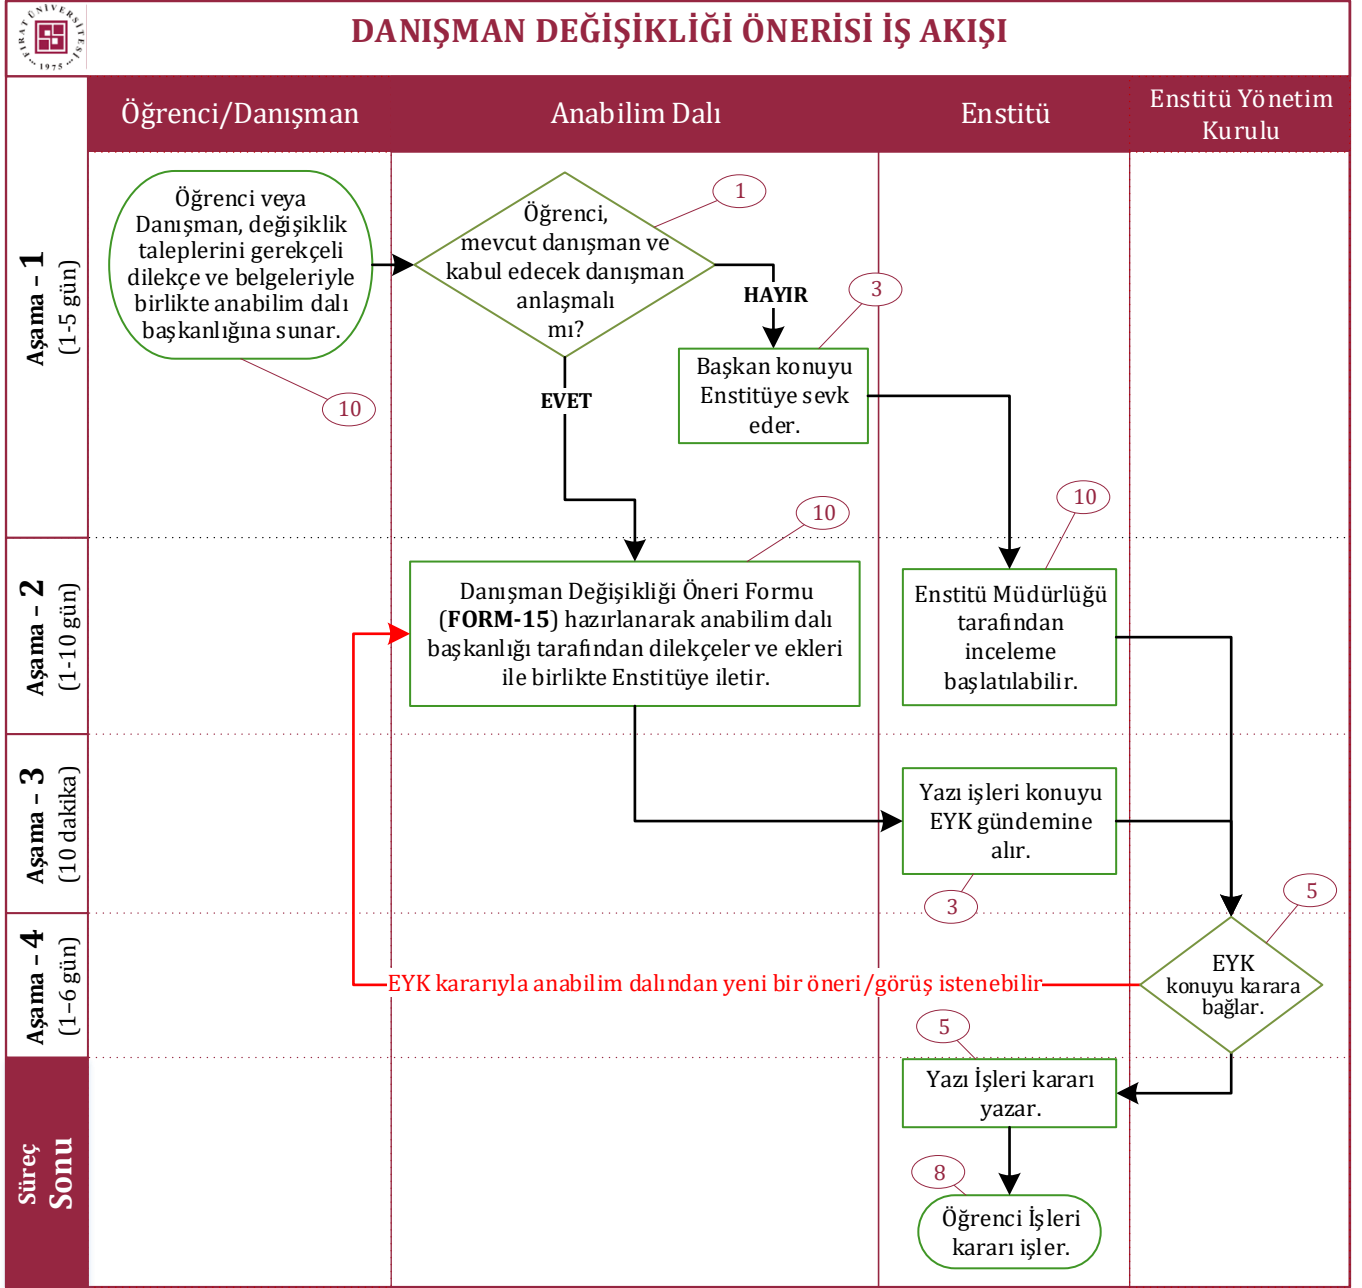 FIRAT ÜNİVERSİTESİ
1975
DANIŞMAN DEĞİŞİKLİĞİ ÖNERİSİ İŞ AKIŞI
Öğrenci/Danışman
Anabilim Dalı
Enstitü
Enstitü Yönetim
Kurulu
Aşama – 1
(1-5 gün)
Öğrenci veya
Danışman, değişiklik
taleplerini gerekçeli
dilekçe ve belgeleriyle
birlikte anabilim dalı
başkanlığına sunar.
10
Öğrenci,
mevcut danışman ve
kabul edecek danışman
anlaşmalı
mı?
1
HAYIR
3
Başkan konuyu
Enstitüye sevk
eder.
EVET
Aşama – 2
(1-10 gün)
10
Danışman Değişikliği Öneri Formu
(FORM-15) hazırlanarak anabilim dalı
başkanlığı tarafından dilekçeler ve ekleri
ile birlikte Enstitüye iletir.
10
Enstitü Müdürlüğü
tarafından
inceleme
başlatılabilir.
Aşama – 3
(10 dakika)
Yazı işleri konuyu
EYK gündemine
alır.
3
Aşama – 4
(1–6 gün)
5
EYK
konuyu karara
bağlar.
EYK kararıyla anabilim dalından yeni bir öneri/görüş istenebilir
Süreç
Sonu
5
Yazı İşleri kararı
yazar.
8
Öğrenci İşleri
kararı işler.